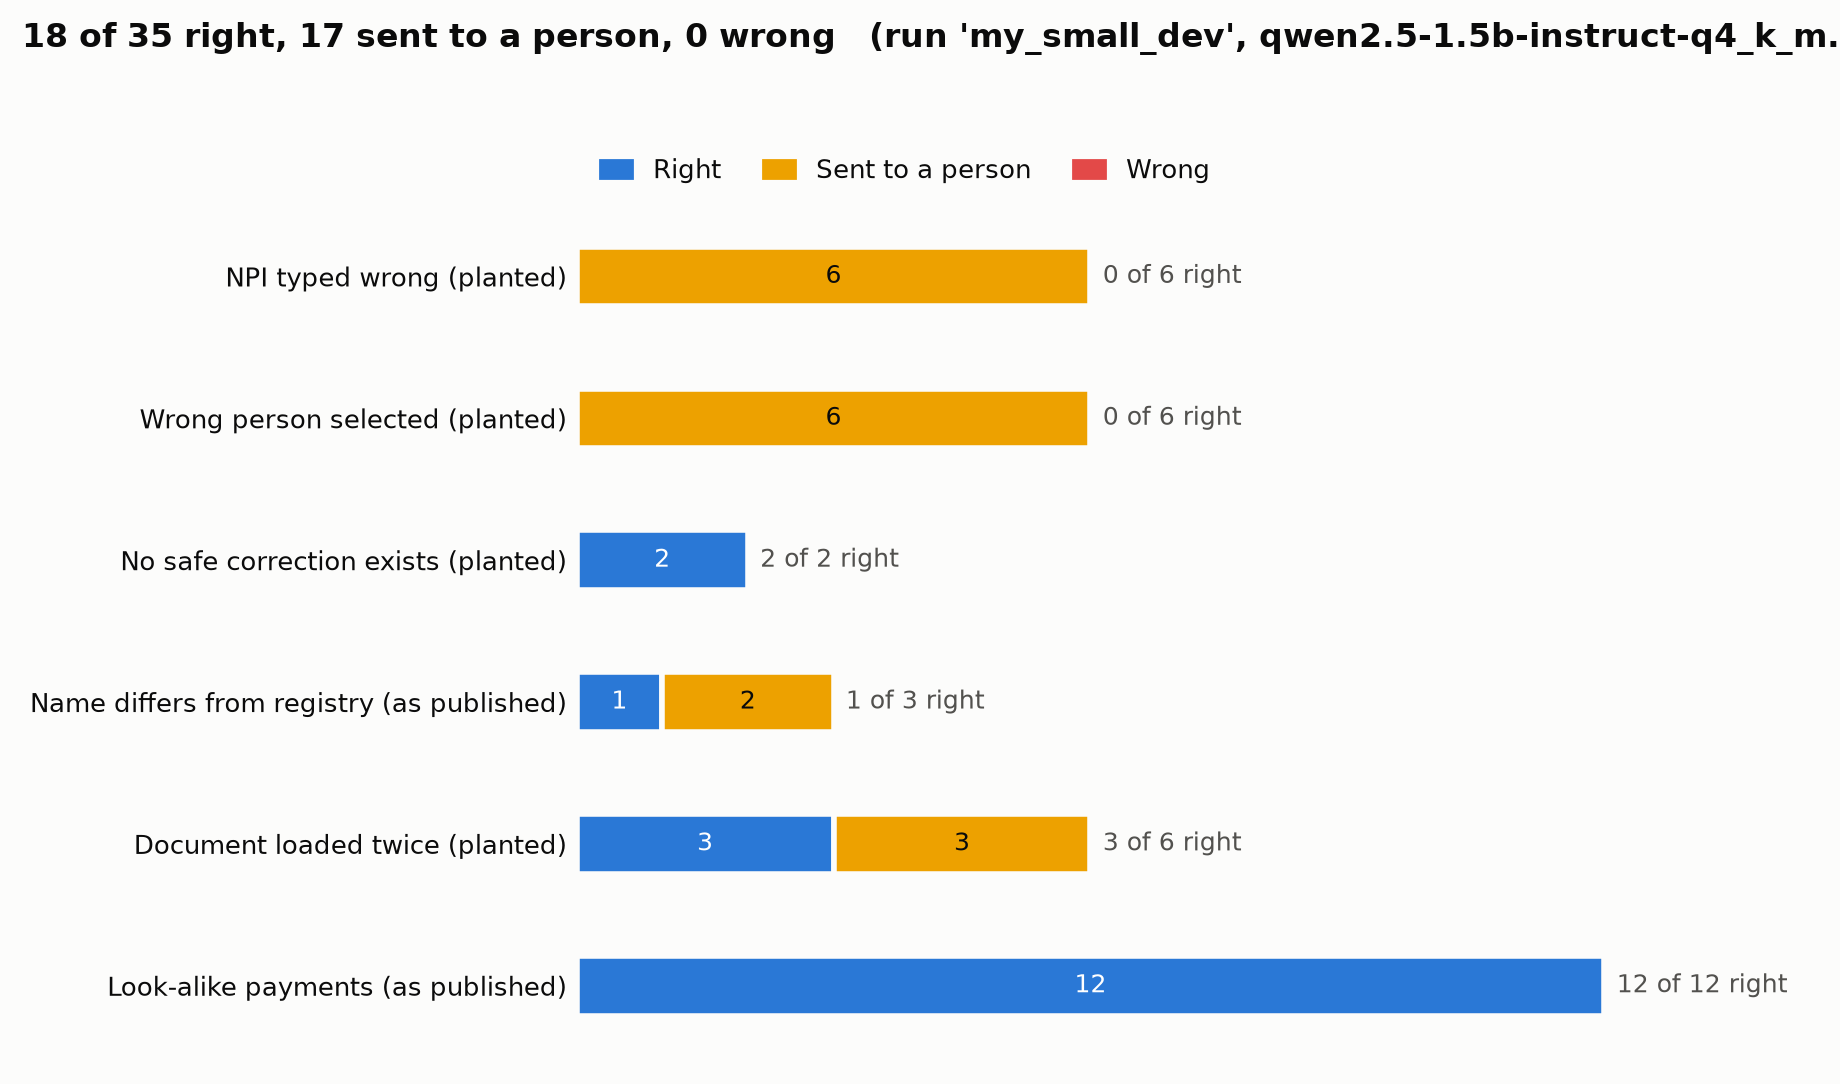 18 of 35 right, 17 sent to a person, 0 wrong (run 'my_small_dev', qwen2.5-1.5b-instruct-q4_k_m.
Right Sent to a person Wrong
NPI typed wrong (planted) 6 0 of 6 right
Wrong person selected (planted) 6 0 of 6 right
No safe correction exists (planted) 2 2 of 2 right
Name differs from registry (as published) 1 2 1 of 3 right
Document loaded twice (planted) 3 3 3 of 6 right
Look-alike payments (as published) 12 12 of 12 right